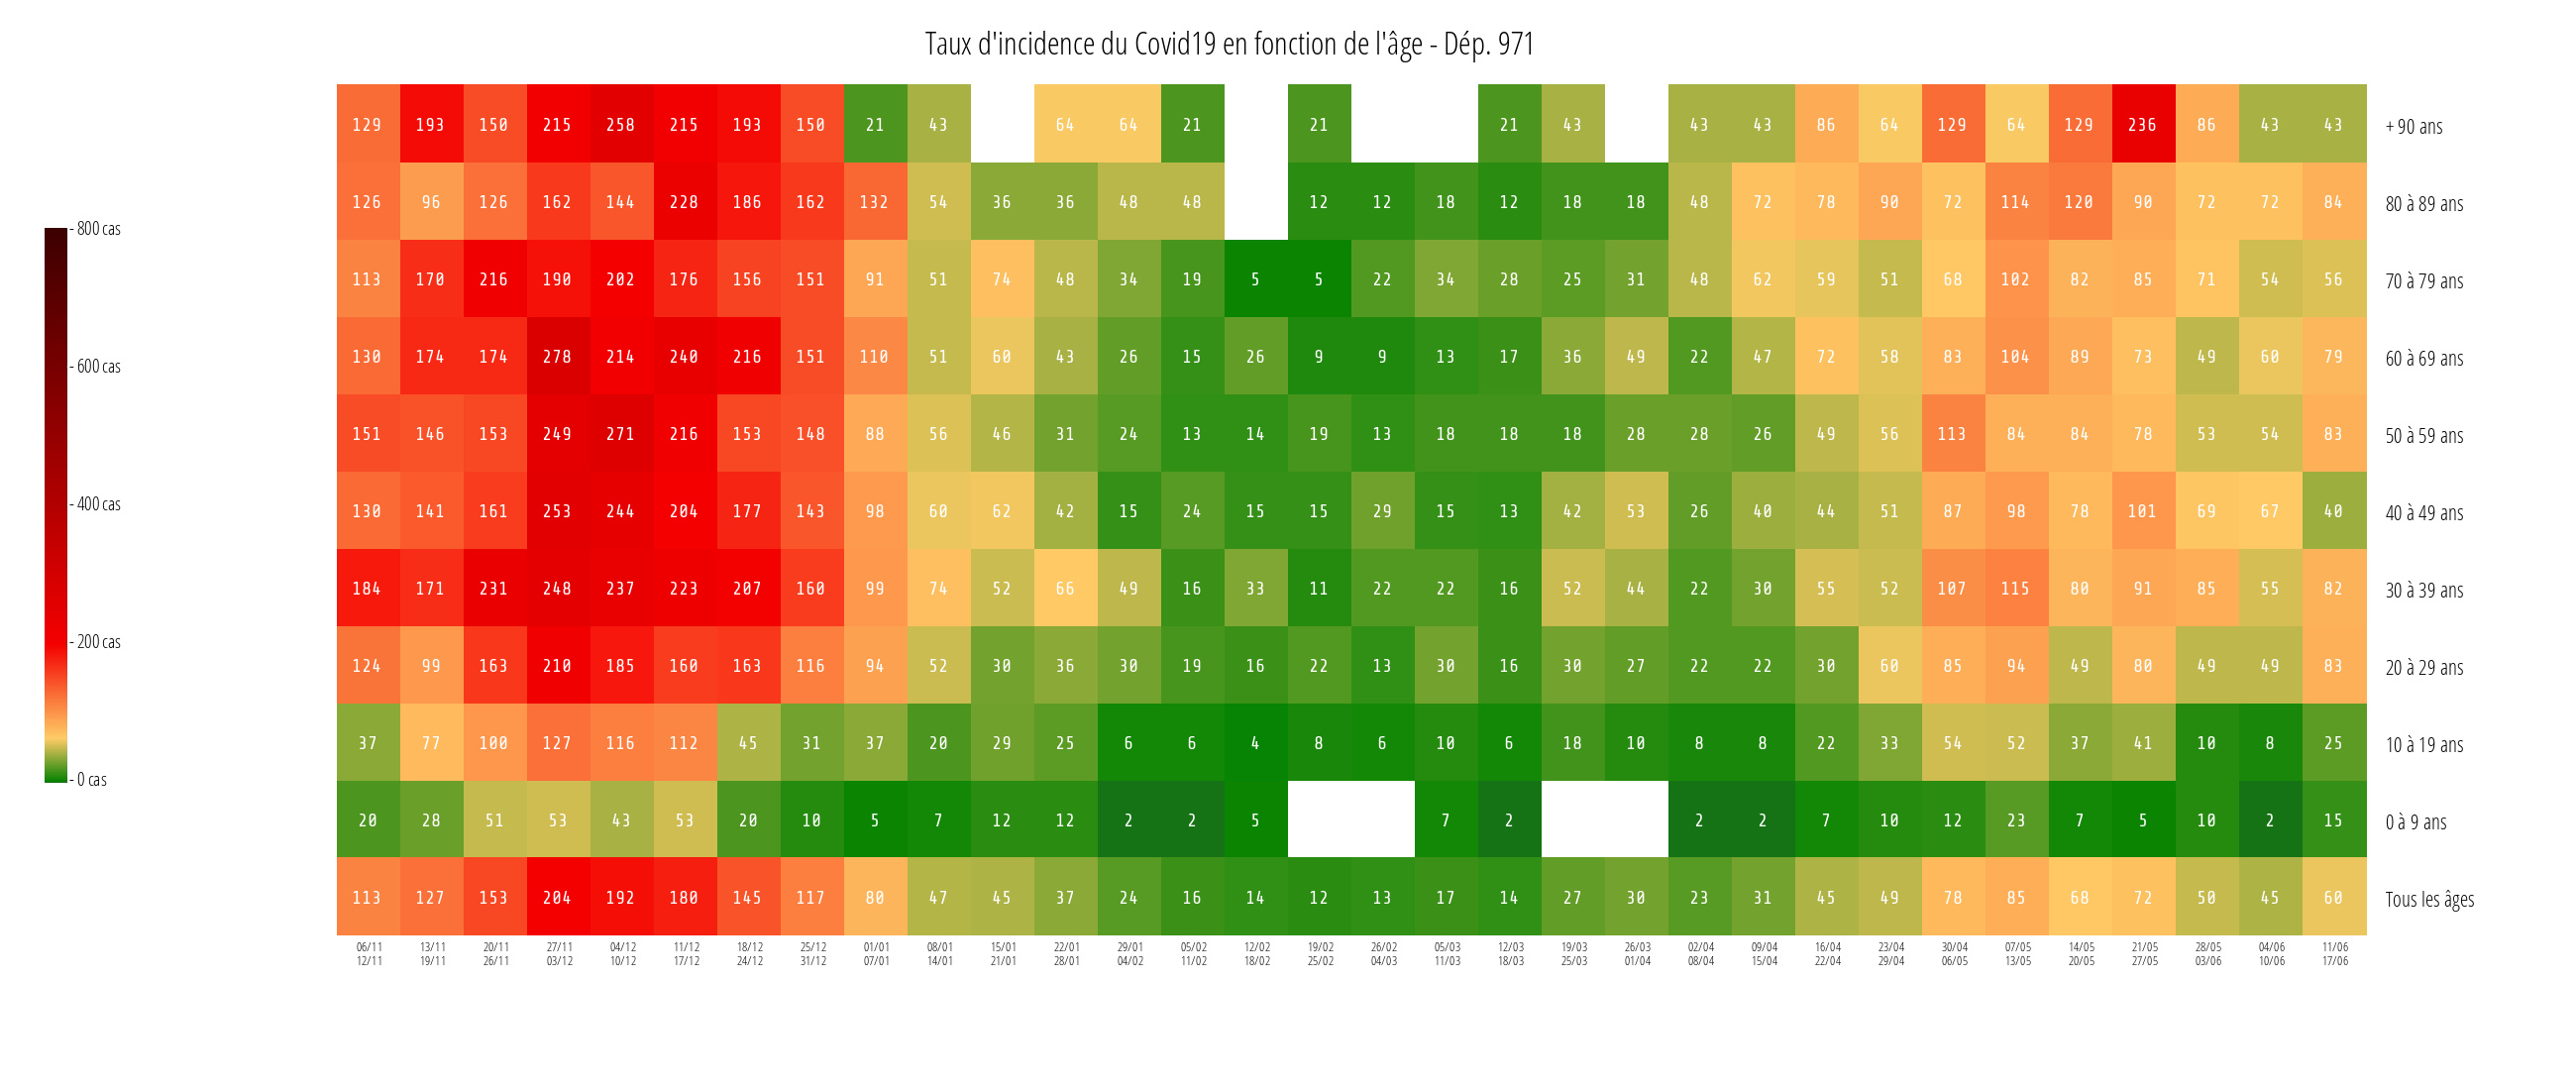 Taux d'incidence du Covid19 en fonction de l'âge - Dép. 971
- 800 cas
- 600 cas
- 400 cas
- 200 cas
- 0 cas
129 193 150 215 258 215 193 150 21 43 64 64 21 21 21 43 43 43 86 64 129 64 129 236 86 43 43 + 90 ans
126 96 126 162 144 228 186 162 132 54 36 36 48 48 12 12 18 12 18 18 48 72 78 90 72 114 120 90 72 72 84 80 à 89 ans
113 170 216 190 202 176 156 151 91 51 74 48 34 19 5 5 22 34 28 25 31 48 62 59 51 68 102 82 85 71 54 56 70 à 79 ans
130 174 174 278 214 240 216 151 110 51 60 43 26 15 26 9 9 13 17 36 49 22 47 72 58 83 104 89 73 49 60 79 60 à 69 ans
151 146 153 249 271 216 153 148 88 56 46 31 24 13 14 19 13 18 18 18 28 28 26 49 56 113 84 84 78 53 54 83 50 à 59 ans
130 141 161 253 244 204 177 143 98 60 62 42 15 24 15 15 29 15 13 42 53 26 40 44 51 87 98 78 101 69 67 40 40 à 49 ans
184 171 231 248 237 223 207 160 99 74 52 66 49 16 33 11 22 22 16 52 44 22 30 55 52 107 115 80 91 85 55 82 30 à 39 ans
124 99 163 210 185 160 163 116 94 52 30 36 30 19 16 22 13 30 16 30 27 22 22 30 60 85 94 49 80 49 49 83 20 à 29 ans
37 77 100 127 116 112 45 31 37 20 29 25 6 6 4 8 6 10 6 18 10 8 8 22 33 54 52 37 41 10 8 25 10 à 19 ans
20 28 51 53 43 53 20 10 5 7 12 12 2 2 5 7 2 2 2 7 10 12 23 7 5 10 2 15 0 à 9 ans
113 127 153 204 192 180 145 117 80 47 45 37 24 16 14 12 13 17 14 27 30 23 31 45 49 78 85 68 72 50 45 60 Tous les âges
06/11 13/11 20/11 27/11 04/12 11/12 18/12 25/12 01/01 08/01 15/01 22/01 29/01 05/02 12/02 19/02 26/02 05/03 12/03 19/03 26/03 02/04 09/04 16/04 23/04 30/04 07/05 14/05 21/05 28/05 04/06 11/06
12/11 19/11 26/11 03/12 10/12 17/12 24/12 31/12 07/01 14/01 21/01 28/01 04/02 11/02 18/02 25/02 04/03 11/03 18/03 25/03 01/04 08/04 15/04 22/04 29/04 06/05 13/05 20/05 27/05 03/06 10/06 17/06